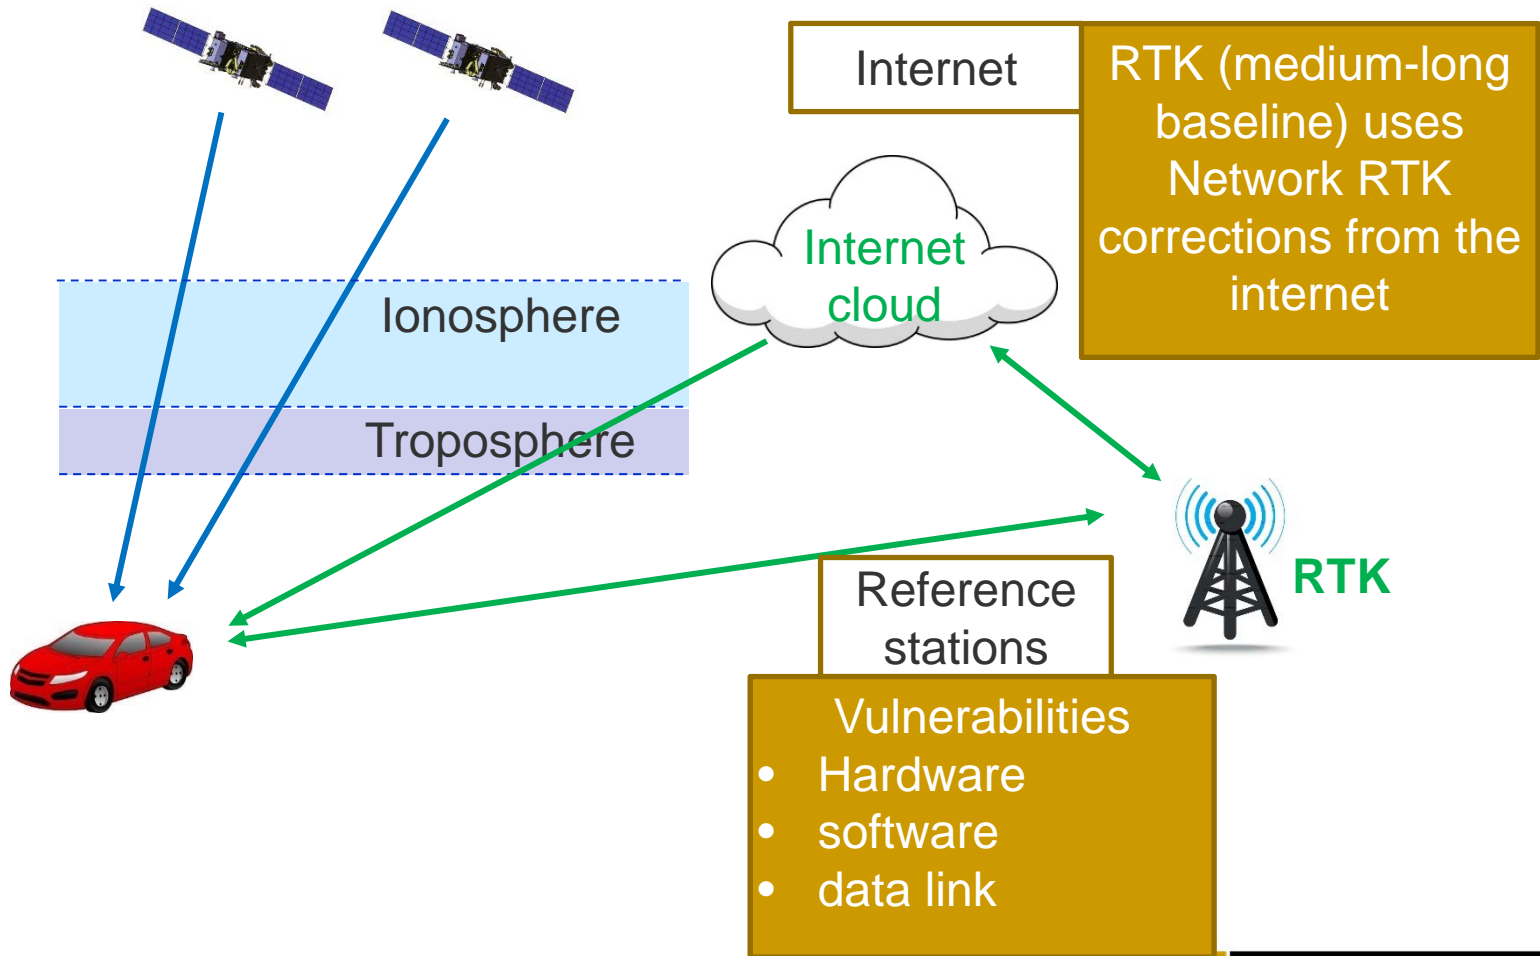 Internet
RTK (medium-long
baseline) uses
Network RTK
corrections from the
internet
Internet
cloud
Ionosphere
Troposphere
RTK
Reference
stations
Vulnerabilities
• Hardware
• software
• data link